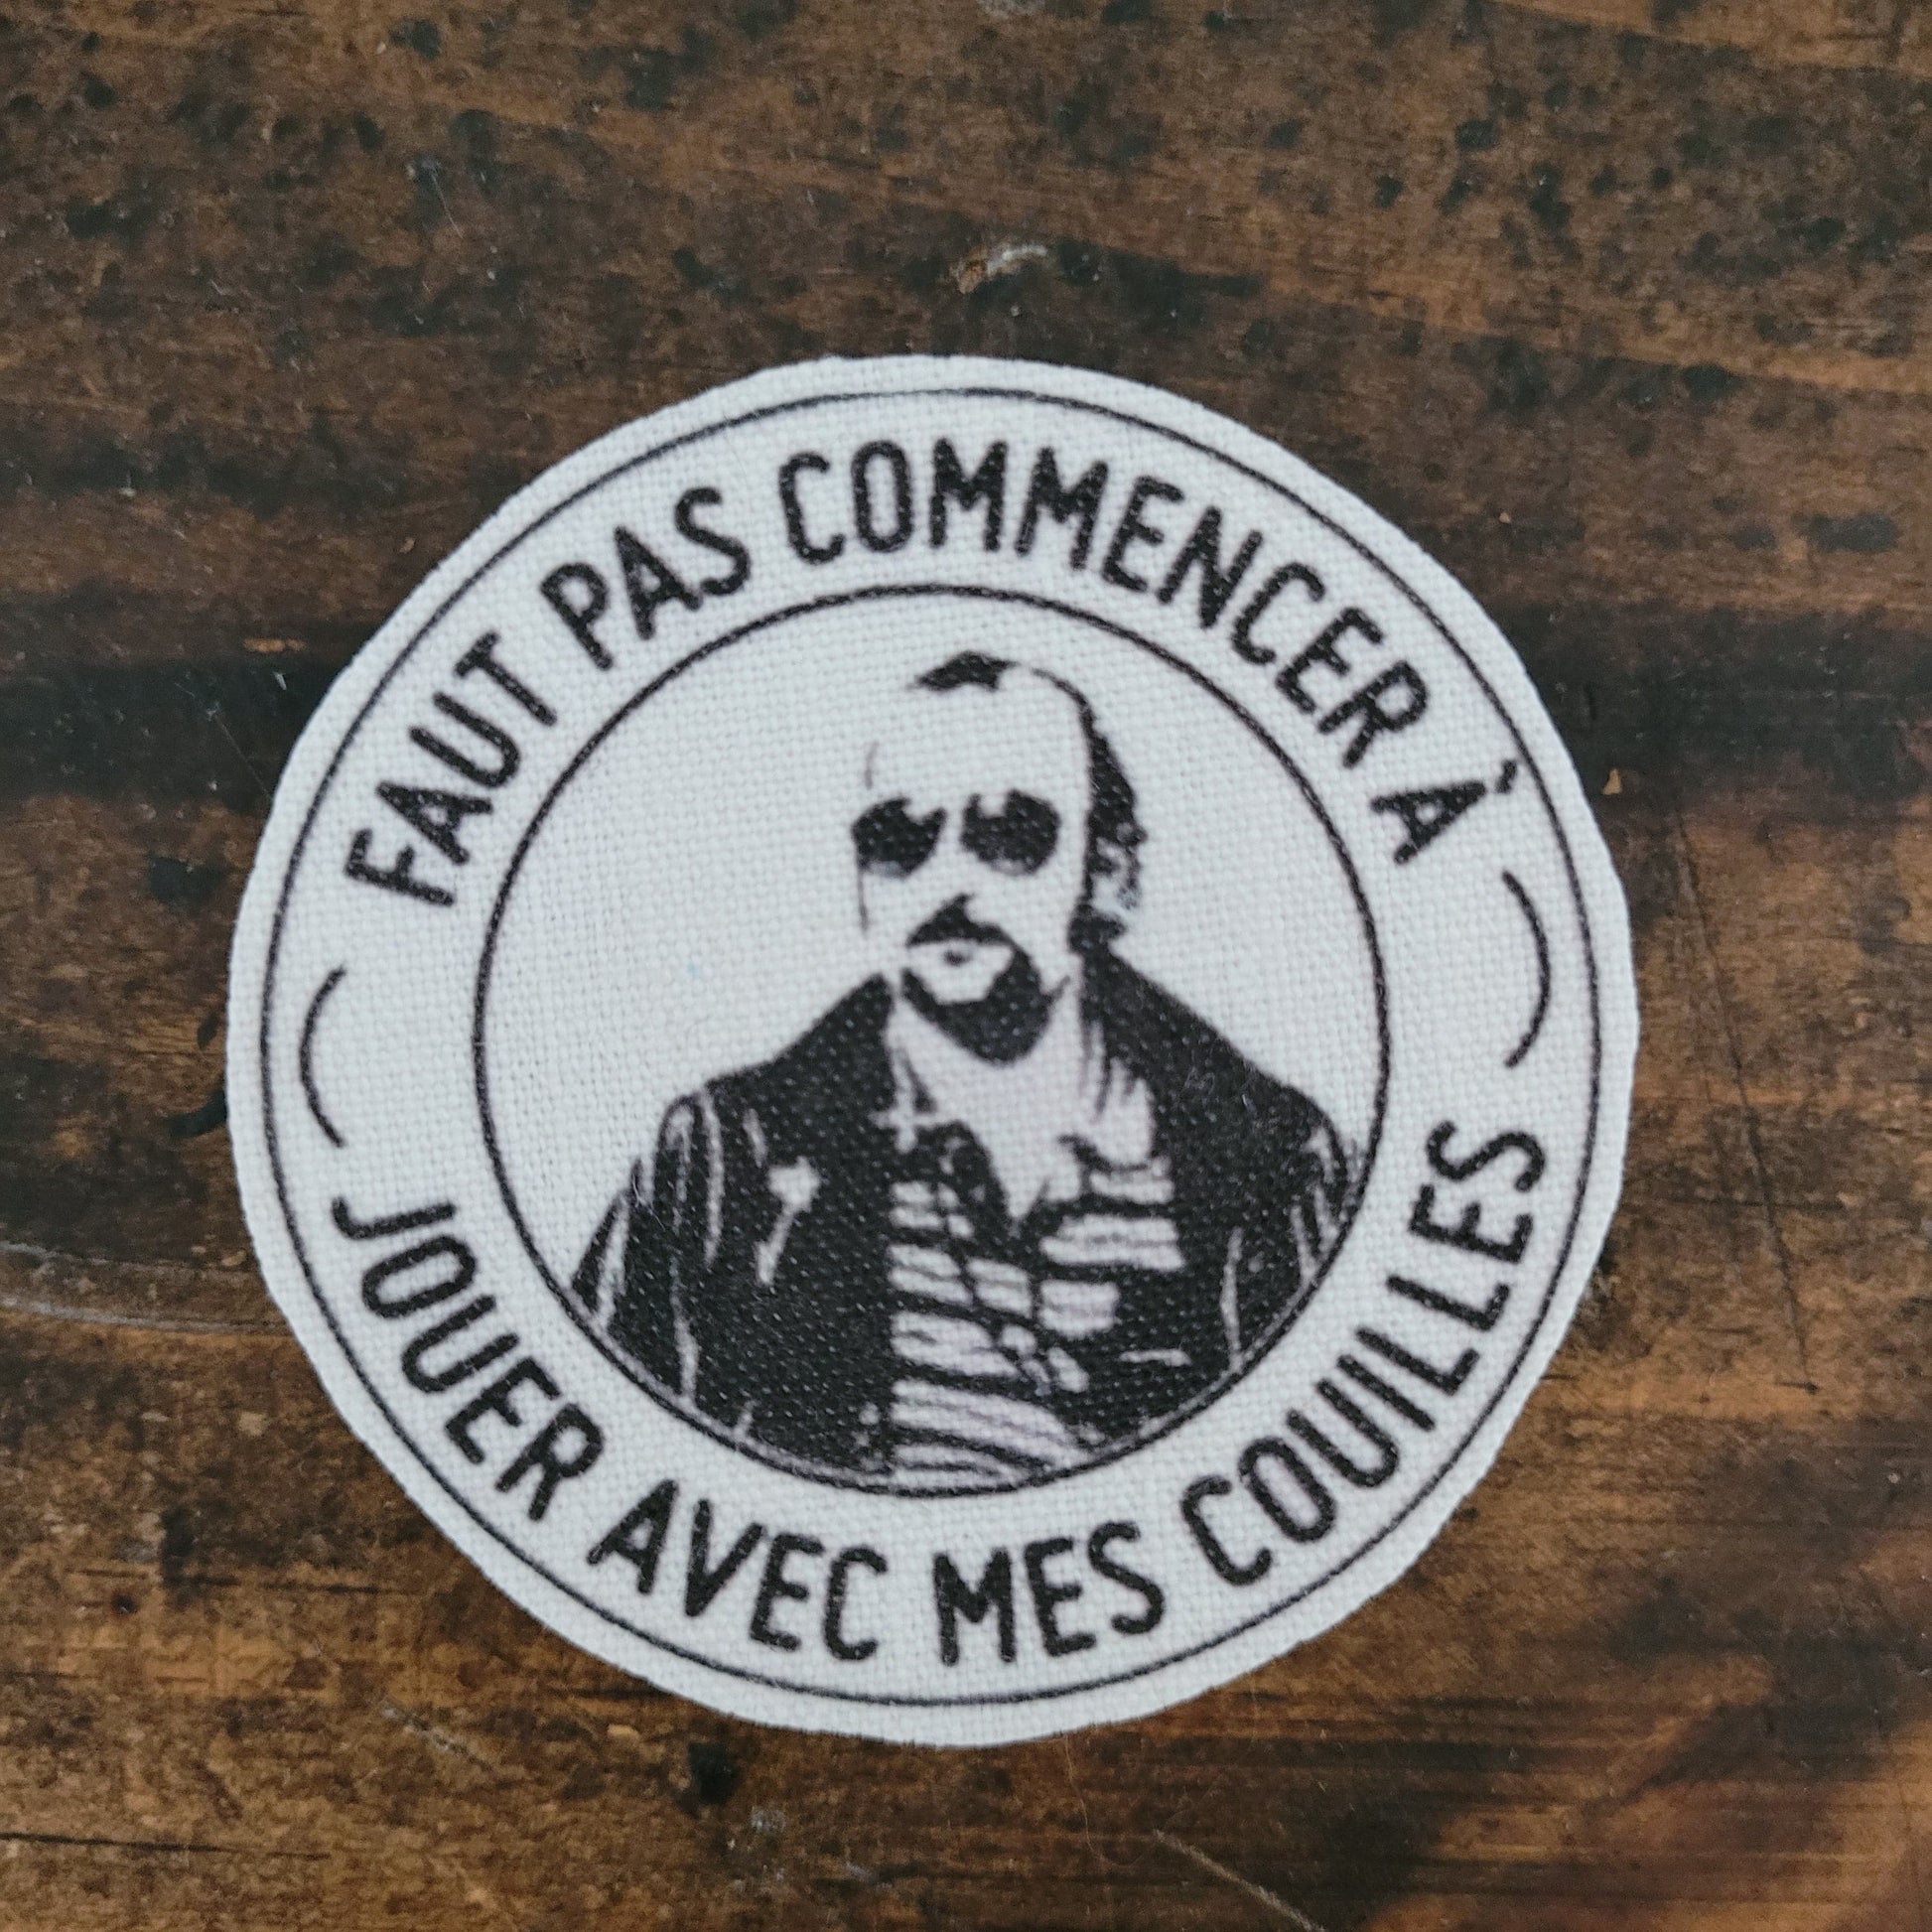 FAUT PAS COMMENCER À
JOUER AVEC MES COUILLES